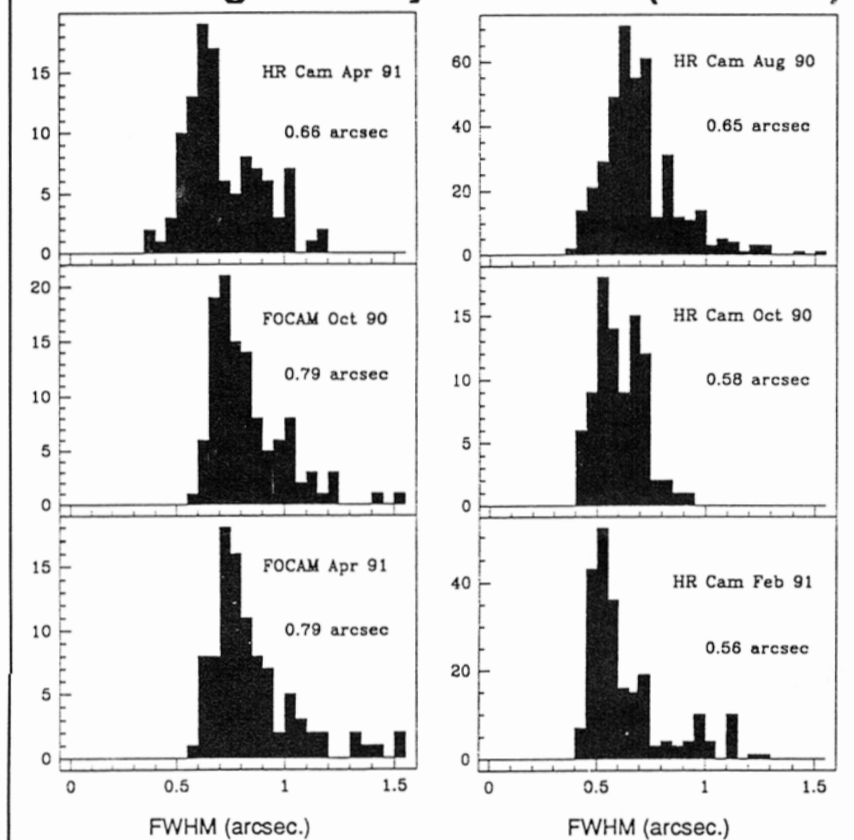 15
10
5
0
HR Cam Apr 91
0.66 arcsec
60
40
20
0
HR Cam Aug 90
0.65 arcsec
20
15
10
5
0
FOCAM Oct 90
0.79 arcsec
15
10
5
0
HR Cam Oct 90
0.58 arcsec
15
10
5
0
FOCAM Apr 91
0.79 arcsec
0 0.5 1 1.5
FWHM (arcsec.)
40
20
0
HR Cam Feb 91
0.56 arcsec
0 0.5 1 1.5
FWHM (arcsec.)